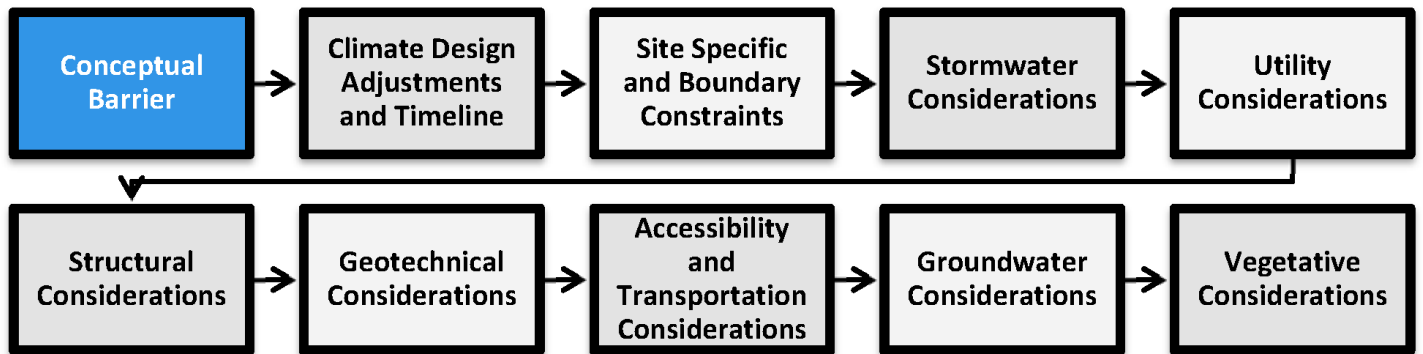 Conceptual
Barrier
Climate Design
Adjustments
and Timeline
Site Specific
and Boundary
Constraints
Stormwater
Considerations
Utility
Considerations
Structural
Considerations
Geotechnical
Considerations
Accessibility
and
Transportation
Considerations
Groundwater
Considerations
Vegetative
Considerations